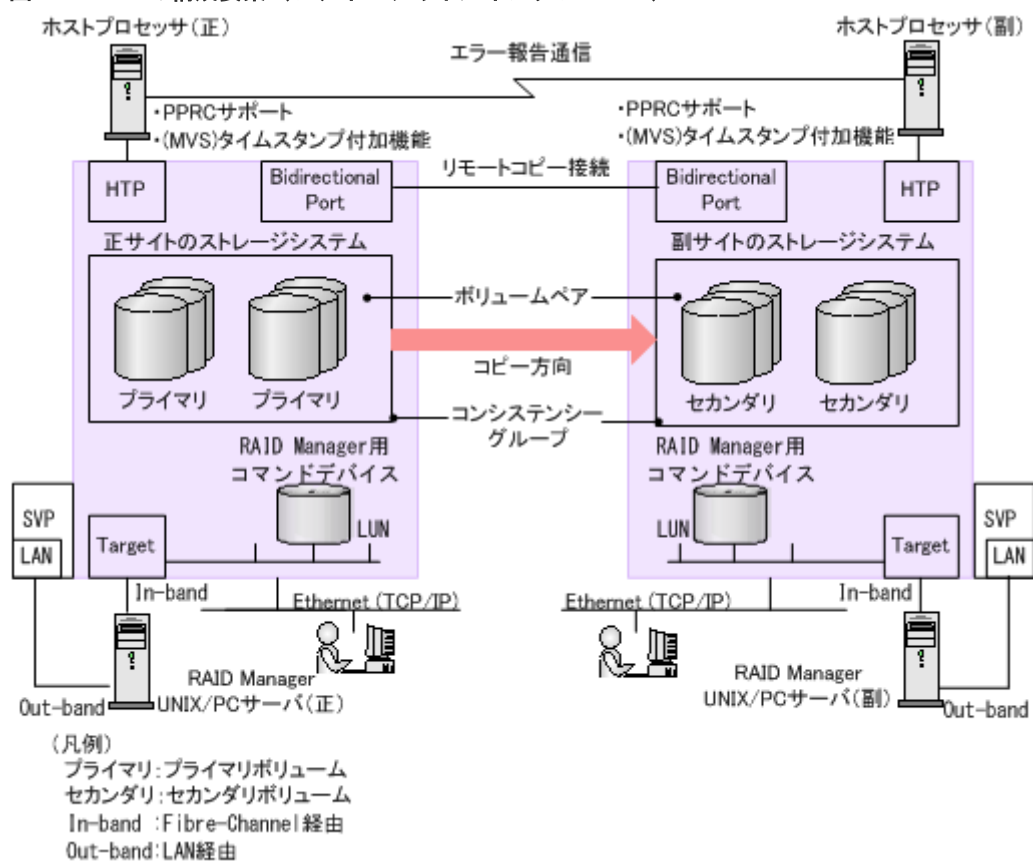 ホストプロセッサ(正)
ホストプロセッサ(副)
エラー報告通信
・PPRCサポート
・(MVS)タイムスタンプ付加機能
・PPRCサポート
・(MVS)タイムスタンプ付加機能
HTP
Bidirectional
Port
リモートコピー接続
Bidirectional
Port
HTP
正サイトのストレージシステム
副サイトのストレージシステム
ボリュームペア
コピー方向
プライマリ
プライマリ
セカンダリ
セカンダリ
コンシステンシー
グループ
RAID Manager用
コマンドデバイス
RAID Manager用
コマンドデバイス
SVP
LAN
Target
LUN
LUN
Target
SVP
LAN
In-band
Ethernet (TCP/IP)
Ethernet (TCP/IP)
In-band
RAID Manager
UNIX/PCサーバ(正)
RAID Manager
UNIX/PCサーバ(副)
Out-band
Out-band
(凡例)
プライマリ:プライマリボリューム
セカンダリ:セカンダリボリューム
In-band :Fibre-Channel経由
Out-band:LAN経由